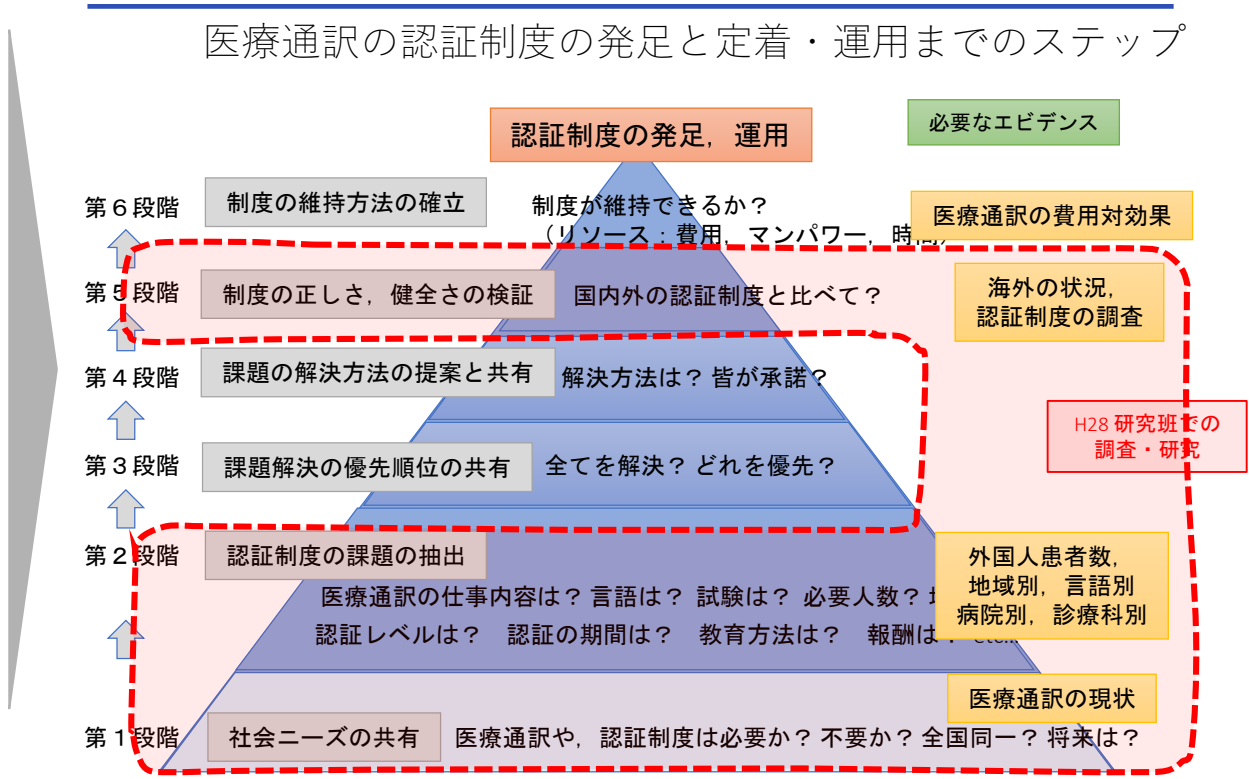 医療通訳の認証制度の発足と定着・運用までのステップ
認証制度の発足，運用
必要なエビデンス
第６段階
制度の維持方法の確立
制度が維持できるか？
（リソース：費用，マンパワー，時間）
医療通訳の費用対効果
第５段階
制度の正しさ，健全さの検証
国内外の認証制度と比べて？
海外の状況，
認証制度の調査
第４段階
課題の解決方法の提案と共有
解決方法は？皆が承諾？
H28 研究班での
調査・研究
第３段階
課題解決の優先順位の共有
全てを解決？どれを優先？
第２段階
認証制度の課題の抽出
医療通訳の仕事内容は？言語は？試験は？必要人数？
認証レベルは？　認証の期間は？　教育方法は？　報酬は？ etc..
外国人患者数，
地域別，言語別
病院別，診療科別
医療通訳の現状
第１段階
社会ニーズの共有
医療通訳や，認証制度は必要か？不要か？全国同一？将来は？